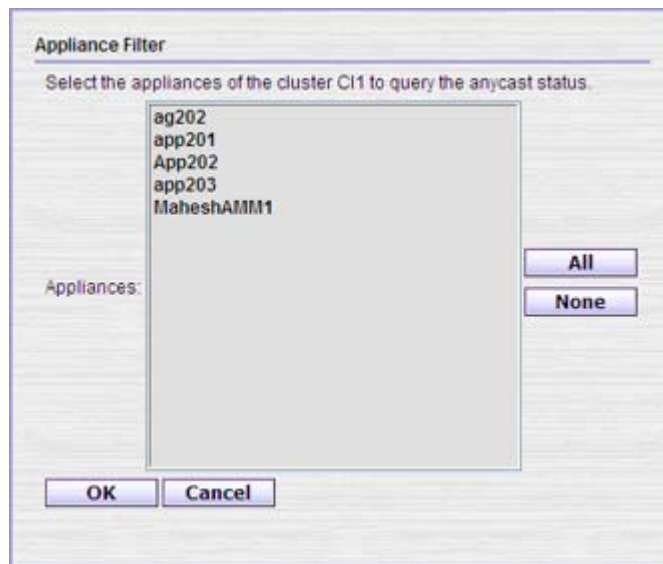 Appliance Filter
Select the appliances of the cluster Cl1 to query the anycast status.
ag202
app201
App202
app203
MaheshAMM1
Appliances:
All
None
OK
Cancel